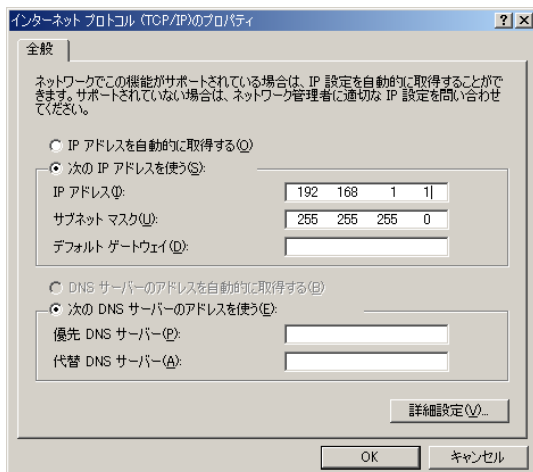 インターネット プロトコル (TCP/IP)のプロパティ
全般
ネットワークでこの機能がサポートされている場合は、IP 設定を自動的に取得することがで
きます。サポートされていない場合は、ネットワーク管理者に適切な IP 設定を問い合わせ
てください。
IP アドレスを自動的に取得する(O)
次の IP アドレスを使う(S):
IP アドレス(I): 192 168 1 1
サブネット マスク(U): 255 255 255 0
デフォルト ゲートウェイ(D):
DNS サーバーのアドレスを自動的に取得する(B)
次の DNS サーバーのアドレスを使う(E):
優先 DNS サーバー(P):
代替 DNS サーバー(A):
詳細設定(V)...
OK キャンセル